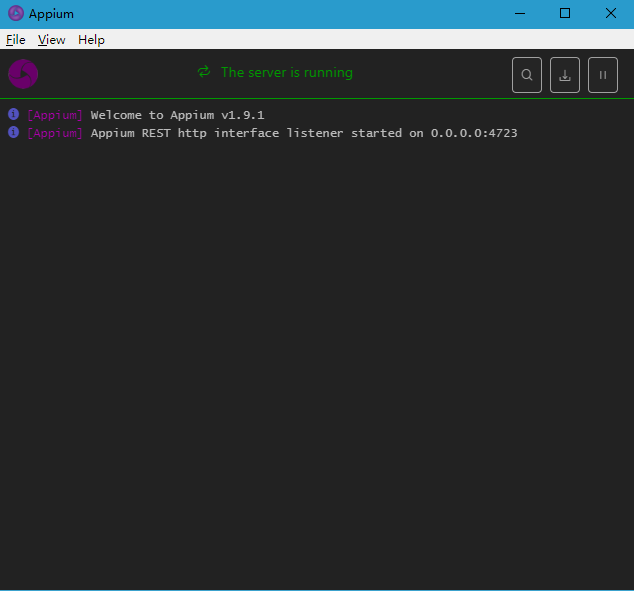 Appium
File View Help
The server is running
[Appium] Welcome to Appium v1.9.1
[Appium] Appium REST http interface listener started on 0.0.0.0:4723